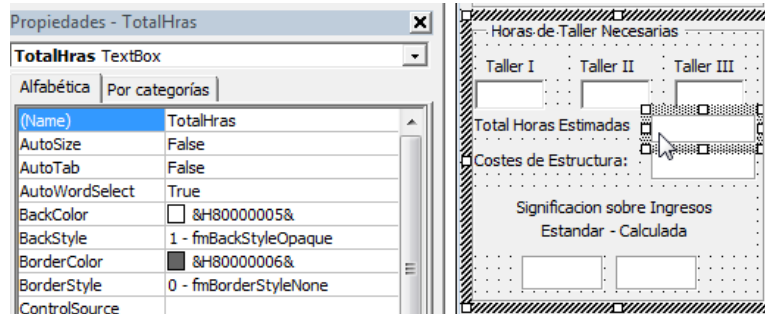 Propiedades - TotalHras
TotalHras TextBox
Alfabética Por categorías
(Name) TotalHras
AutoSize False
AutoTab False
AutoWordSelect True
BackColor &H80000005&
BackStyle 1 - fmBackStyleOpaque
BorderColor &H80000006&
BorderStyle 0 - fmBorderStyleNone
ControlSource
Horas de Taller Necesarias
Taller I Taller II Taller III
Total Horas Estimadas
Costes de Estructura:
Significacion sobre Ingresos
Estandar - Calculada